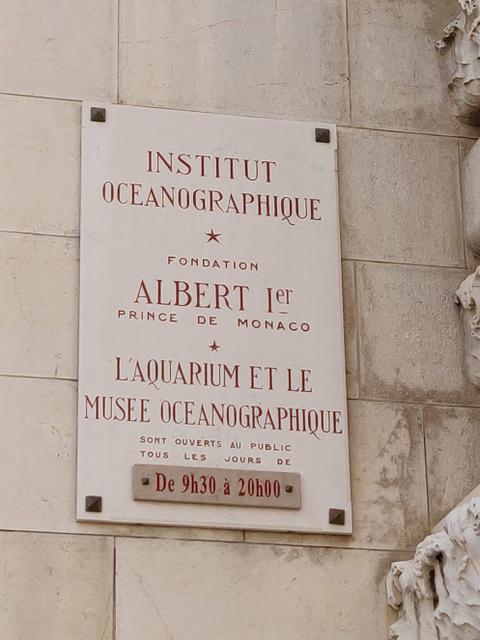 INSTITUT
OCEANOGRAPHIQUE
FONDATION
ALBERT Ier
PRINCE DE MONACO
L'AQUARIUM ET LE
MUSEE OCEANOGRAPHIQUE
SONT OUVERTS AU PUBLIC
TOUS LES JOURS DE
De 9h30 à 20h00